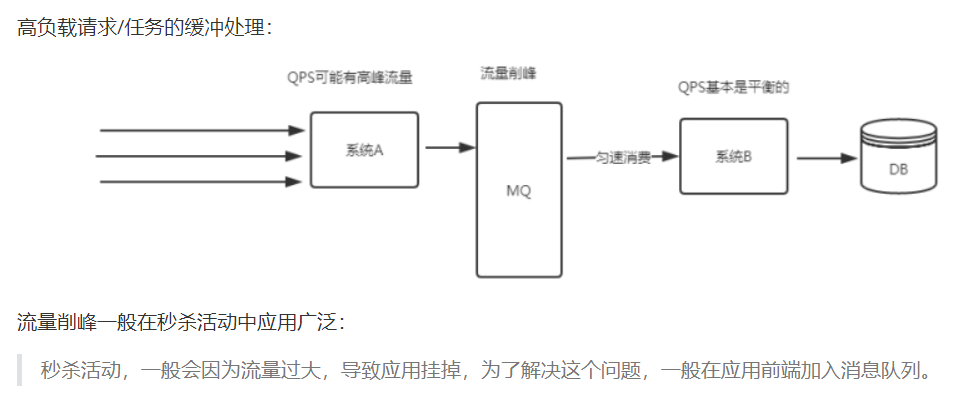 高负载请求/任务的缓冲处理：
QPS可能有高峰流量
流量削峰
QPS基本是平衡的
系统A
MQ
匀速消费
系统B
DB
流量削峰一般在秒杀活动中应用广泛：
秒杀活动，一般会因为流量过大，导致应用挂掉，为了解决这个问题，一般在应用前端加入消息队列。